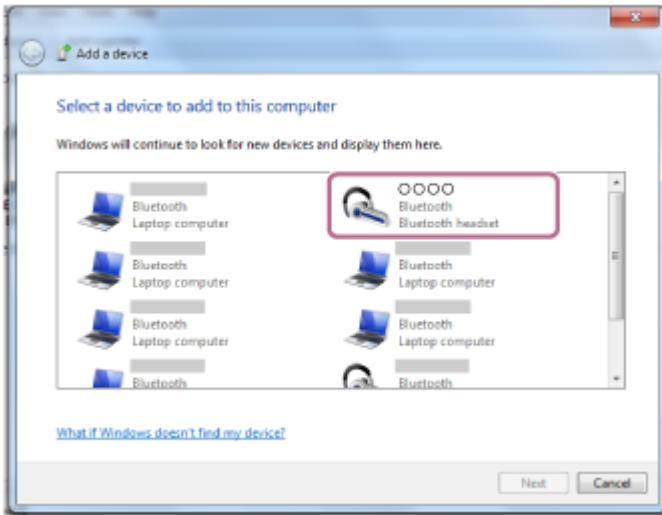 Add a device
Select a device to add to this computer
Windows will continue to look for new devices and display them here.
Bluetooth
Laptop computer
OOOO
Bluetooth
Bluetooth headset
Bluetooth
Laptop computer
Bluetooth
Laptop computer
Bluetooth
Laptop computer
Bluetooth
Laptop computer
Bluetooth
Bluetooth
What if Windows doesn't find my device?
Next
Cancel